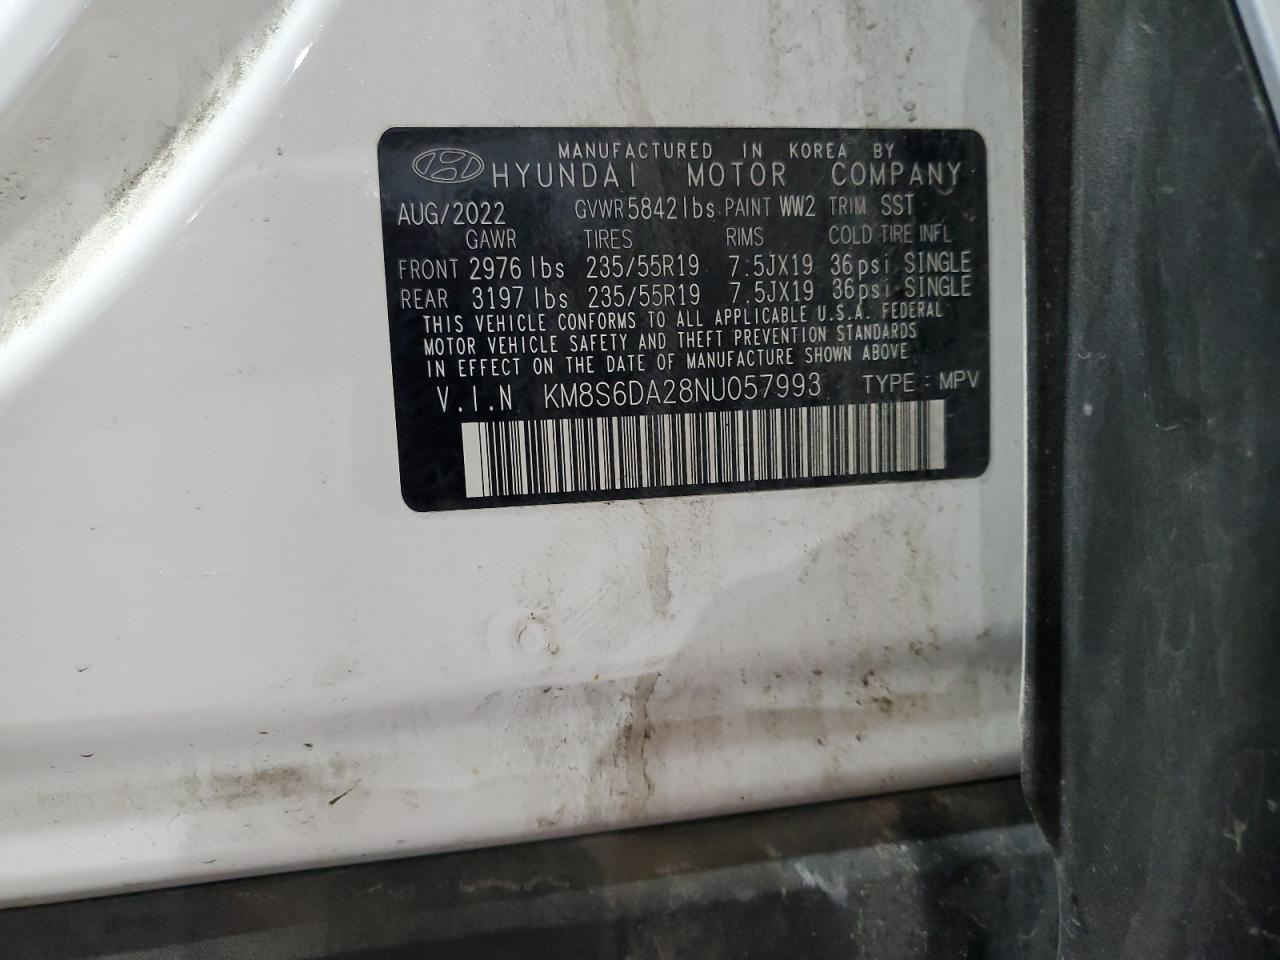 MANUFACTURED IN KOREA BY
HYUNDAI MOTOR COMPANY
AUG/2022 GVWR 5842 lbs PAINT WW2 TRIM SST
GAWR TIRES RIMS COLD TIRE INFL
FRONT 2976 lbs 235/55R19 7.5JX19 36psi SINGLE
REAR 3197 lbs 235/55R19 7.5JX19 36psi SINGLE
THIS VEHICLE CONFORMS TO ALL APPLICABLE U.S.A. FEDERAL
MOTOR VEHICLE SAFETY AND THEFT PREVENTION STANDARDS
IN EFFECT ON THE DATE OF MANUFACTURE SHOWN ABOVE
V.I.N KM8S6DA28NU057993 TYPE : MPV